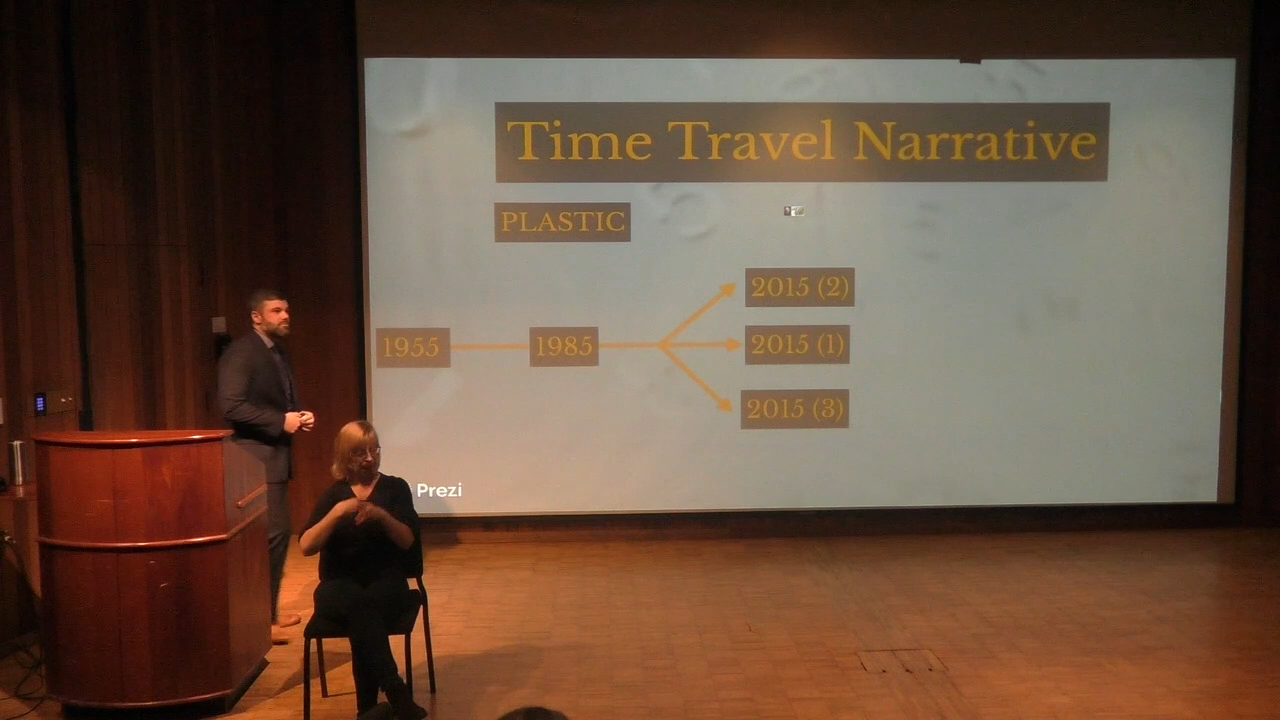 Time Travel Narrative
PLASTIC
2015 (2)
1955
1985
2015 (1)
2015 (3)
Prezi